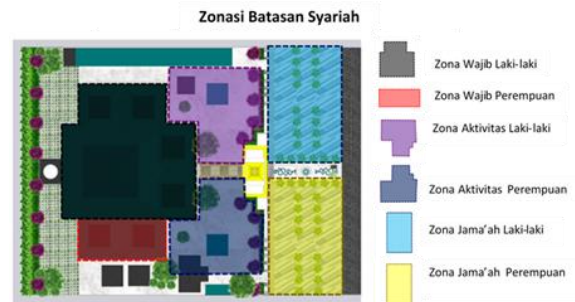 Zonasi Batasan Syariah
Zona Wajib Laki-laki
Zona Wajib Perempuan
Zona Aktivitas Laki-laki
Zona Aktivitas Perempuan
Zona Jama'ah Laki-laki
Zona Jama'ah Perempuan